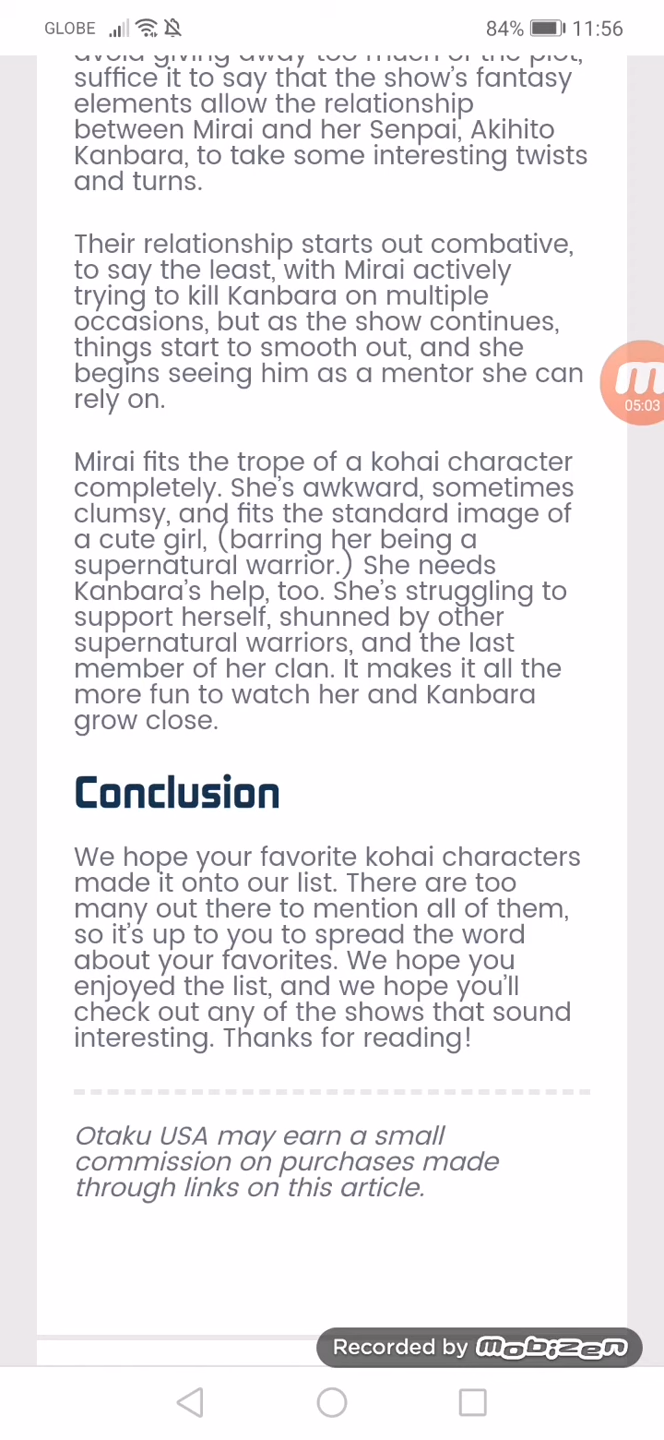 GLOBE 84% 11:56
avoid giving away too much of the plot,
suffice it to say that the show's fantasy
elements allow the relationship
between Mirai and her Senpai, Akihito
Kanbara, to take some interesting twists
and turns.
Their relationship starts out combative,
to say the least, with Mirai actively
trying to kill Kanbara on multiple
occasions, but as the show continues,
things start to smooth out, and she
begins seeing him as a mentor she can
rely on.
05:03
Mirai fits the trope of a kohai character
completely. She's awkward, sometimes
clumsy, and fits the standard image of
a cute girl, (barring her being a
supernatural warrior.) She needs
Kanbara's help, too. She's struggling to
support herself, shunned by other
supernatural warriors, and the last
member of her clan. It makes it all the
more fun to watch her and Kanbara
grow close.
Conclusion
We hope your favorite kohai characters
made it onto our list. There are too
many out there to mention all of them,
so it's up to you to spread the word
about your favorites. We hope you
enjoyed the list, and we hope you'll
check out any of the shows that sound
interesting. Thanks for reading!
Otaku USA may earn a small
commission on purchases made
through links on this article.
Recorded by mobizen